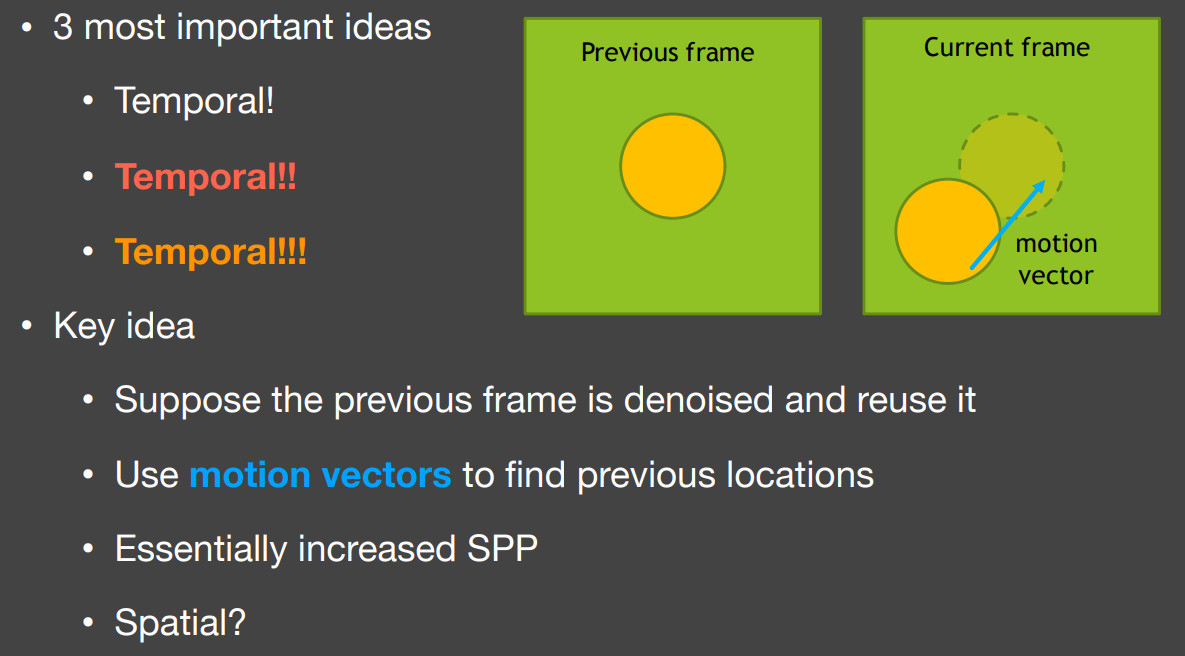 • 3 most important ideas
• Temporal!
• Temporal!!
• Temporal!!!
• Key idea
• Suppose the previous frame is denoised and reuse it
• Use motion vectors to find previous locations
• Essentially increased SPP
• Spatial?
Previous frame
Current frame
motion
vector